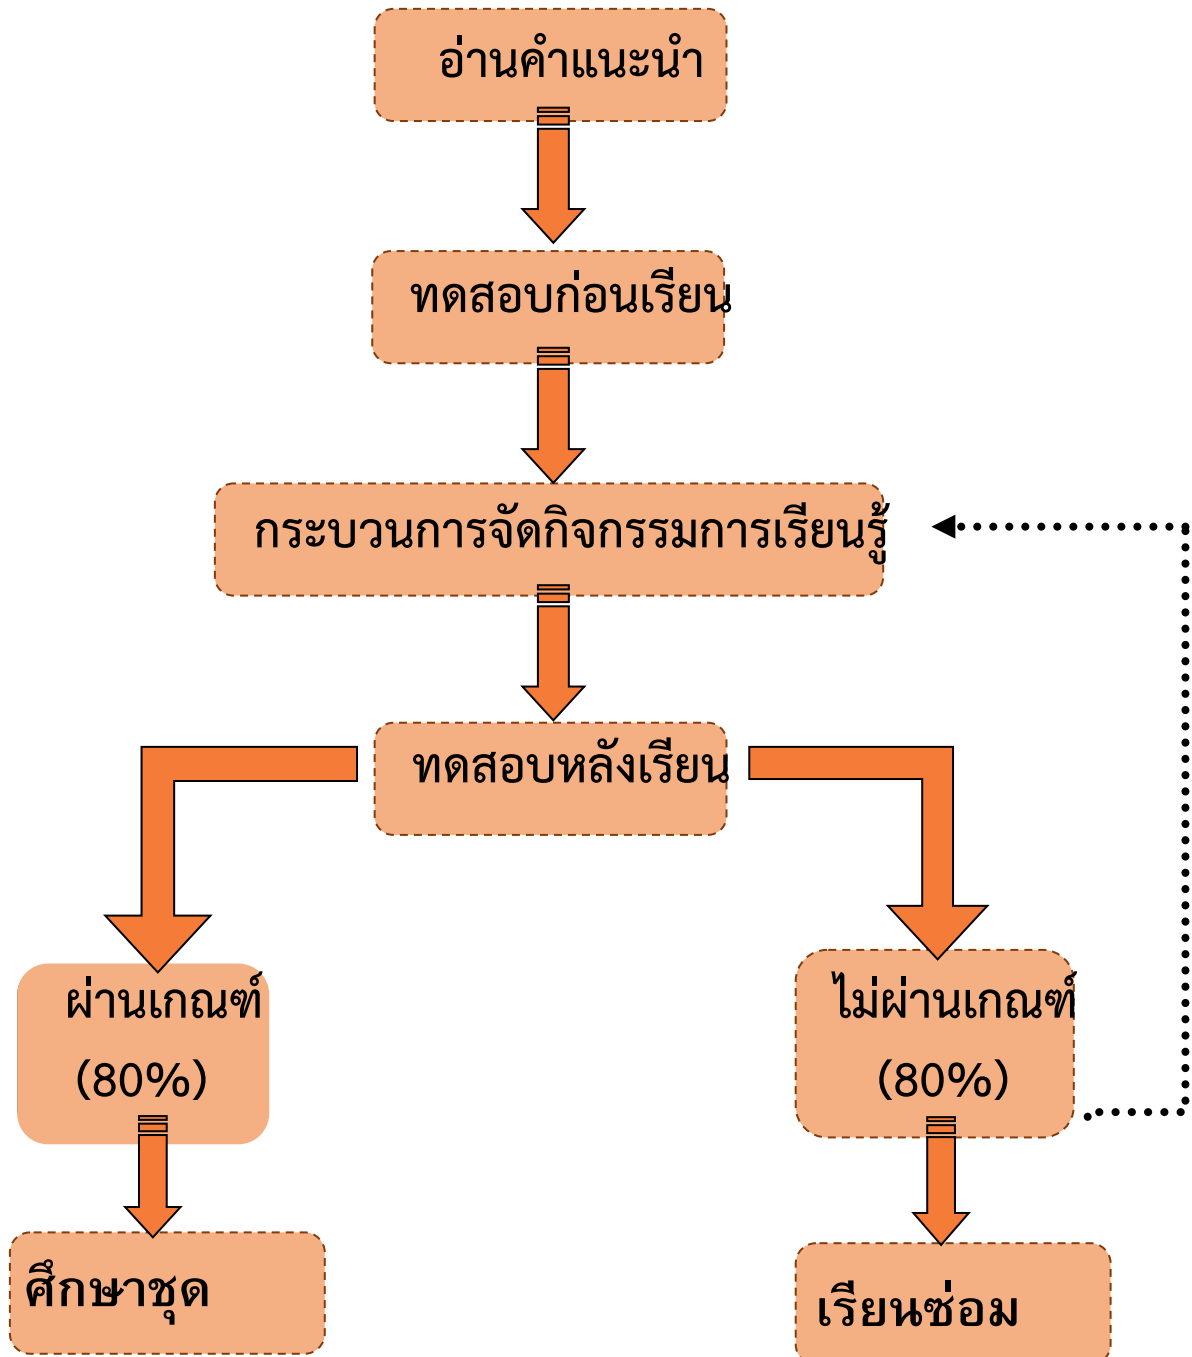 อ่านคำแนะนำ
ทดสอบก่อนเรียน
กระบวนการจัดกิจกรรมการเรียนรู้
ทดสอบหลังเรียน
ผ่านเกณฑ์
(80%)
ไม่ผ่านเกณฑ์
(80%)
ศึกษาชุด
เรียนซ่อม